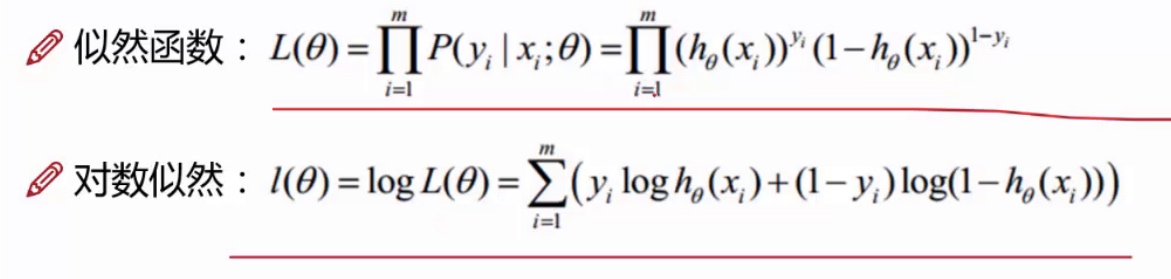 似然函数：L(θ) = ∏_{i=1}^{m} P(y_i | x_i; θ) = ∏_{i=1}^{m} (h_θ(x_i))^{y_i} (1 − h_θ(x_i))^{1−y_i}
对数似然：l(θ) = log L(θ) = ∑_{i=1}^{m} (y_i log h_θ(x_i) + (1 − y_i) log(1 − h_θ(x_i)))